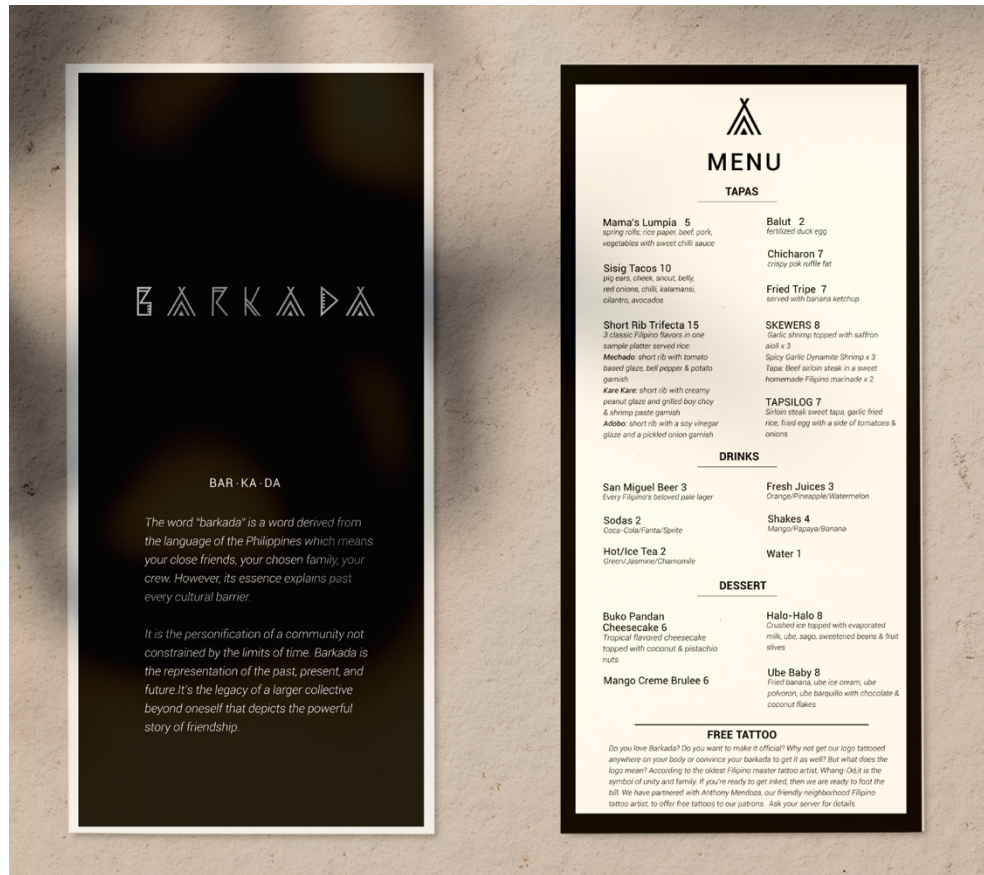 BARKADA
BAR·KA·DA
The word "barkada" is a word derived from
the language of the Philippines which means
your close friends, your chosen family, your
crew. However, its essence explains past
every cultural barrier.
It is the personification of a community not
constrained by the limits of time. Barkada is
the representation of the past, present, and
future.It's the legacy of a larger collective
beyond oneself that depicts the powerful
story of friendship.
MENU
TAPAS
Mama's Lumpia 5
spring rolls; rice paper, beef, pork,
vegetables with sweet chilli sauce
Sisig Tacos 10
pig ears, cheek, snout, belly,
red onions, chilli, kalamansi,
cilantro, avocados
Short Rib Trifecta 15
3 classic Filipino flavors in one
sample platter served rice:
Mechado: short rib with tomato
based glaze, bell pepper & potato
garnish
Kare Kare: short rib with creamy
peanut glaze and grilled boy choy
& shrimp paste garnish
Adobo: short rib with a soy vinegar
glaze and a pickled onion garnish
Balut 2
fertilized duck egg
Chicharon 7
crispy pok ruffle fat
Fried Tripe 7
served with banana ketchup
SKEWERS 8
Garlic shrimp topped with saffron
aioli x 3
Spicy Garlic Dynamite Shrimp x 3
Tapa: Beef sirloin steak in a sweet
homemade Filipino marinade x 2
TAPSILOG 7
Sirloin steak sweet tapa, garlic fried
rice, fried egg with a side of tomatoes &
onions
DRINKS
San Miguel Beer 3
Every Filipino's beloved pale lager
Sodas 2
Coca-Cola/Fanta/Sprite
Hot/Ice Tea 2
Green/Jasmine/Chamomile
Fresh Juices 3
Orange/Pineapple/Watermelon
Shakes 4
Mango/Papaya/Banana
Water 1
DESSERT
Buko Pandan
Cheesecake 6
Tropical flavored cheesecake
topped with coconut & pistachio
nuts
Mango Creme Brulee 6
Halo-Halo 8
Crushed ice topped with evaporated
milk, ube, sago, sweetened beans & fruit
slives
Ube Baby 8
Fried banana, ube ice cream, ube
polvoron, ube barquillo with chocolate &
coconut flakes
FREE TATTOO
Do you love Barkada? Do you want to make it official? Why not get our logo tattooed
anywhere on your body or convince your barkada to get it as well? But what does the
logo mean? According to the oldest Filipino master tattoo artist, Whang-Od,it is the
symbol of unity and family. If you're ready to get inked, then we are ready to foot the
bill. We have partnered with Anthony Mendoza, our friendly neighborhood Filipino
tattoo artist, to offer free tattoos to our patrons. Ask your server for details.